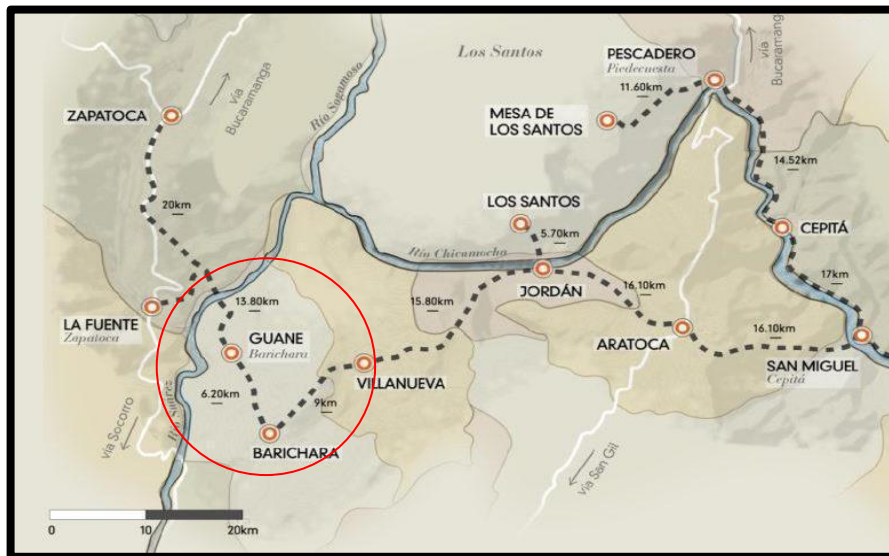 Los Santos
PESCADERO
Piedecuesta
vía
Bucaramanga
11.60km
MESA DE
LOS SANTOS
ZAPATOCA
vía
Bucaramanga
Río Sogamoso
14.52km
20km
LOS SANTOS
5.70km
CEPITÁ
Río Chicamocha
17km
JORDÁN
16.10km
15.80km
13.80km
LA FUENTE
Zapatoca
GUANE
Barichara
ARATOCA
16.10km
SAN MIGUEL
Cepitá
VILLANUEVA
6.20km
9km
Río Suárez
vía Socorro
BARICHARA
vía San Gil
0 10 20km